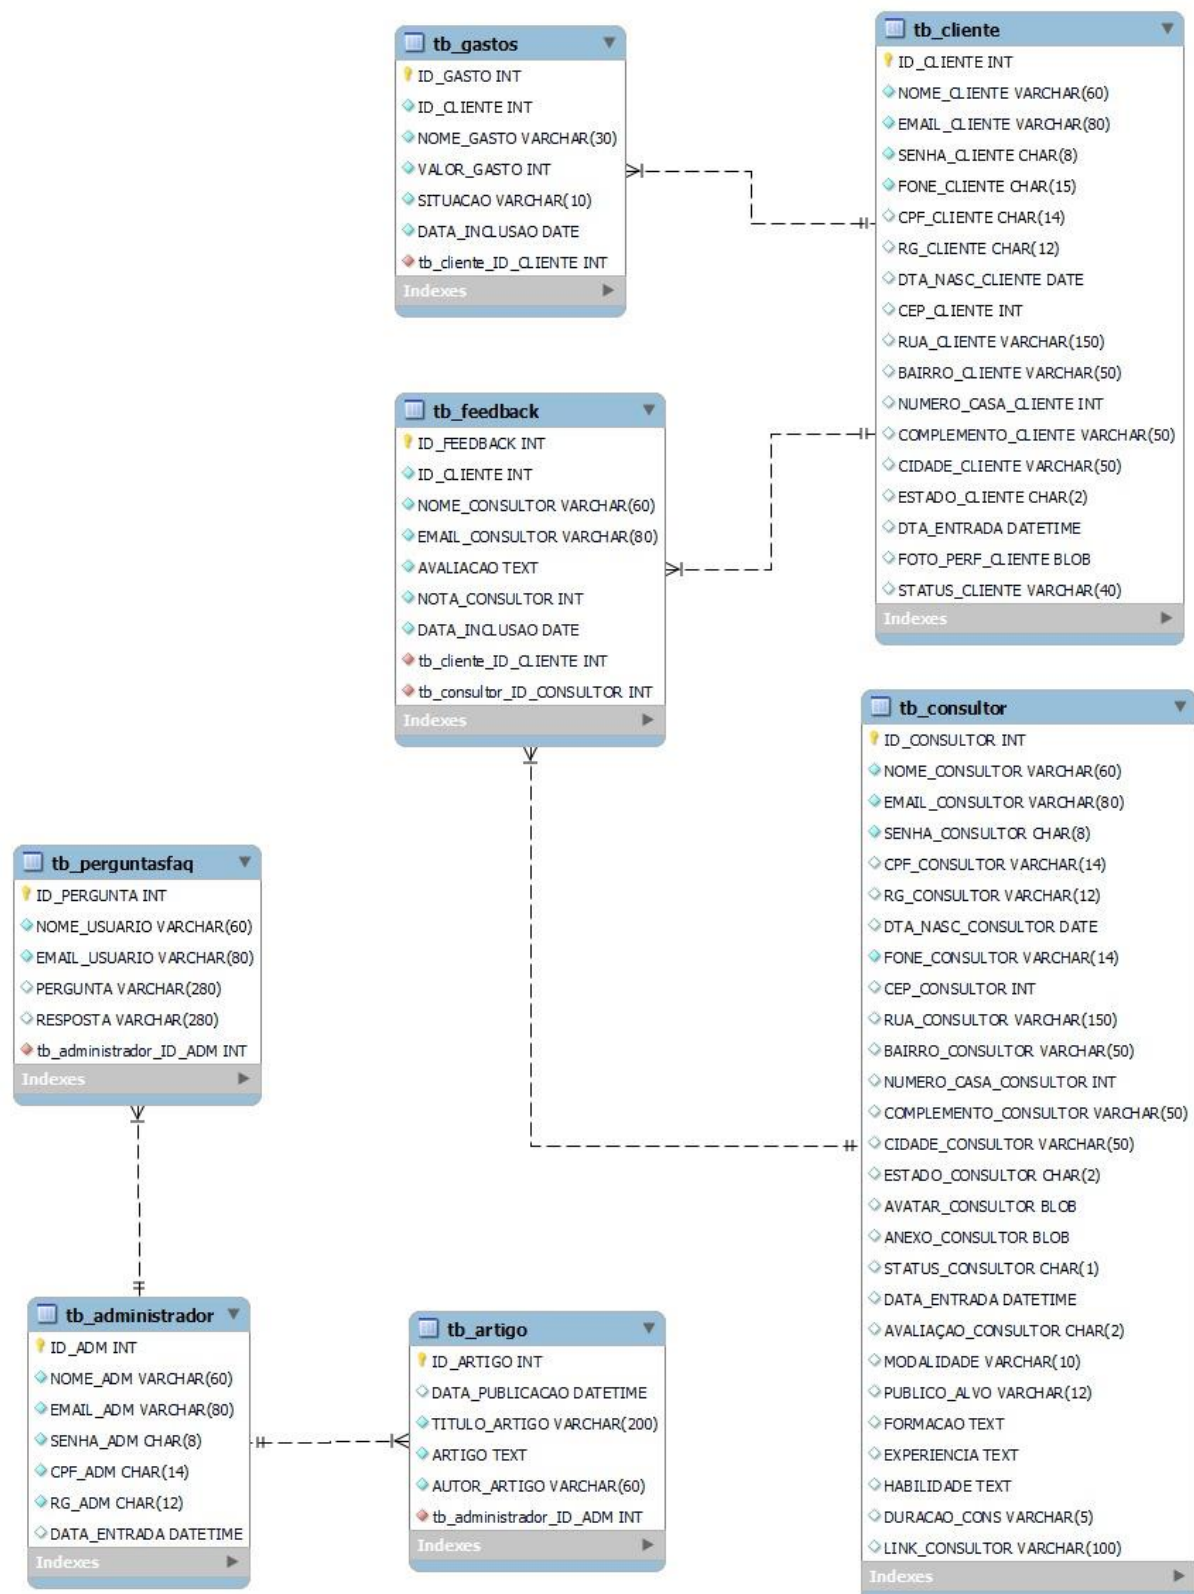 tb_gastos
ID_GASTO INT
ID_CLIENTE INT
NOME_GASTO VARCHAR(30)
VALOR_GASTO INT
SITUACAO VARCHAR(10)
DATA_INCLUSAO DATE
tb_cliente_ID_CLIENTE INT
Indexes
tb_cliente
ID_CLIENTE INT
NOME_CLIENTE VARCHAR(60)
EMAIL_CLIENTE VARCHAR(80)
SENHA_CLIENTE CHAR(8)
FONE_CLIENTE CHAR(15)
CPF_CLIENTE CHAR(14)
RG_CLIENTE CHAR(12)
DTA_NASC_CLIENTE DATE
CEP_CLIENTE INT
RUA_CLIENTE VARCHAR(150)
BAIRRO_CLIENTE VARCHAR(50)
NUMERO_CASA_CLIENTE INT
COMPLEMENTO_CLIENTE VARCHAR(50)
CIDADE_CLIENTE VARCHAR(50)
ESTADO_CLIENTE CHAR(2)
DTA_ENTRADA DATETIME
FOTO_PERF_CLIENTE BLOB
STATUS_CLIENTE VARCHAR(40)
Indexes
tb_feedback
ID_FEEDBACK INT
ID_CLIENTE INT
NOME_CONSULTOR VARCHAR(60)
EMAIL_CONSULTOR VARCHAR(80)
AVALIACAO TEXT
NOTA_CONSULTOR INT
DATA_INCLUSAO DATE
tb_cliente_ID_CLIENTE INT
tb_consultor_ID_CONSULTOR INT
Indexes
tb_consultor
ID_CONSULTOR INT
NOME_CONSULTOR VARCHAR(60)
EMAIL_CONSULTOR VARCHAR(80)
SENHA_CONSULTOR CHAR(8)
CPF_CONSULTOR VARCHAR(14)
RG_CONSULTOR VARCHAR(12)
DTA_NASC_CONSULTOR DATE
FONE_CONSULTOR VARCHAR(14)
CEP_CONSULTOR INT
RUA_CONSULTOR VARCHAR(150)
BAIRRO_CONSULTOR VARCHAR(50)
NUMERO_CASA_CONSULTOR INT
COMPLEMENTO_CONSULTOR VARCHAR(50)
CIDADE_CONSULTOR VARCHAR(50)
ESTADO_CONSULTOR CHAR(2)
AVATAR_CONSULTOR BLOB
ANEXO_CONSULTOR BLOB
STATUS_CONSULTOR CHAR(1)
DATA_ENTRADA DATETIME
AVALIAÇAO_CONSULTOR CHAR(2)
MODALIDADE VARCHAR(10)
PUBLICO_ALVO VARCHAR(12)
FORMACAO TEXT
EXPERIENCIA TEXT
HABILIDADE TEXT
DURACAO_CONS VARCHAR(5)
LINK_CONSULTOR VARCHAR(100)
Indexes
tb_perguntasfaq
ID_PERGUNTA INT
NOME_USUARIO VARCHAR(60)
EMAIL_USUARIO VARCHAR(80)
PERGUNTA VARCHAR(280)
RESPOSTA VARCHAR(280)
tb_administrador_ID_ADM INT
Indexes
tb_administrador
ID_ADM INT
NOME_ADM VARCHAR(60)
EMAIL_ADM VARCHAR(80)
SENHA_ADM CHAR(8)
CPF_ADM CHAR(14)
RG_ADM CHAR(12)
DATA_ENTRADA DATETIME
Indexes
tb_artigo
ID_ARTIGO INT
DATA_PUBLICACAO DATETIME
TITULO_ARTIGO VARCHAR(200)
ARTIGO TEXT
AUTOR_ARTIGO VARCHAR(60)
tb_administrador_ID_ADM INT
Indexes